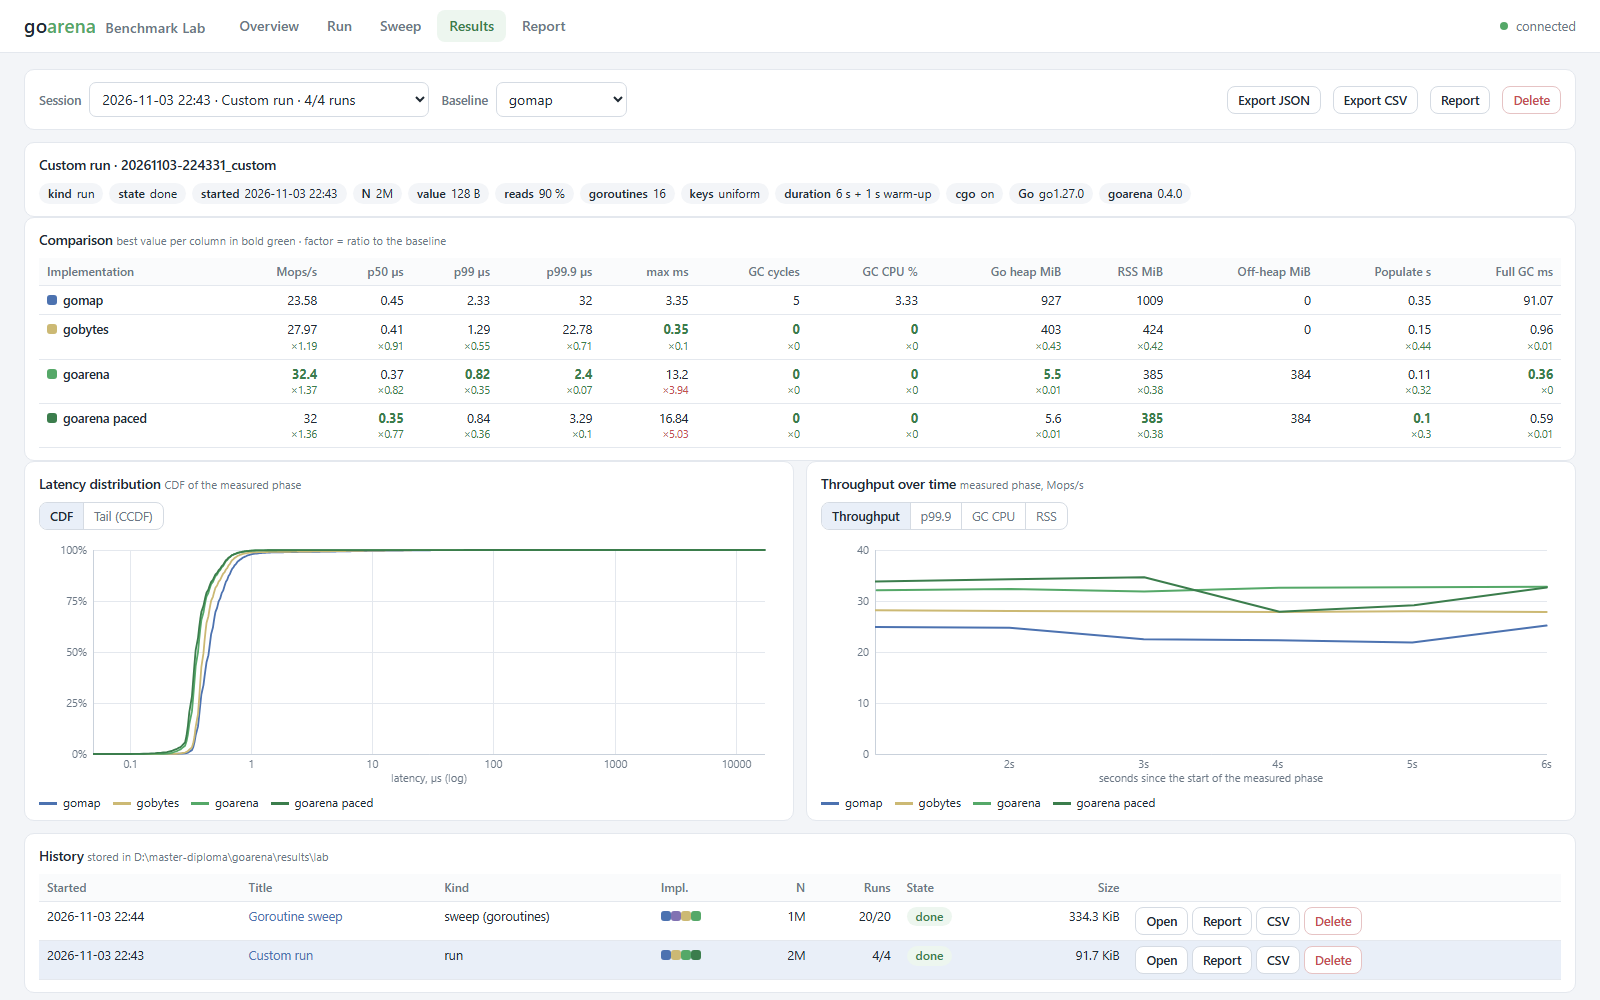 goarena Benchmark Lab Overview Run Sweep Results Report connected
Session 2026-11-03 22:43 · Custom run · 4/4 runs Baseline gomap Export JSON Export CSV Report Delete
Custom run · 20261103-224331_custom
kind run state done started 2026-11-03 22:43 N 2M value 128 B reads 90 % goroutines 16 keys uniform duration 6 s + 1 s warm-up cgo on Go go1.27.0 goarena 0.4.0
Comparison best value per column in bold green · factor = ratio to the baseline
Implementation Mops/s p50 µs p99 µs p99.9 µs max ms GC cycles GC CPU % Go heap MiB RSS MiB Off-heap MiB Populate s Full GC ms
gomap 23.58 0.45 2.33 32 3.35 5 3.33 927 1009 0 0.35 91.07
gobytes 27.97 0.41 1.29 22.78 0.35 0 0 403 424 0 0.15 0.96
×1.19 ×0.91 ×0.55 ×0.71 ×0.1 ×0 ×0 ×0.43 ×0.42 ×0.44 ×0.01
goarena 32.4 0.37 0.82 2.4 13.2 0 0 5.5 385 384 0.11 0.36
×1.37 ×0.82 ×0.35 ×0.07 ×3.94 ×0 ×0 ×0.01 ×0.38 ×0.32 ×0
goarena paced 32 0.35 0.84 3.29 16.84 0 0 5.6 385 384 0.1 0.59
×1.36 ×0.77 ×0.36 ×0.1 ×5.03 ×0 ×0 ×0.01 ×0.38 ×0.3 ×0.01
Latency distribution CDF of the measured phase
CDF Tail (CCDF)
100%
75%
50%
25%
0%
0.1 1 10 100 1000 10000
latency, µs (log)
gomap gobytes goarena goarena paced
Throughput over time measured phase, Mops/s
Throughput p99.9 GC CPU RSS
40
30
20
10
0
2s 3s 4s 5s 6s
seconds since the start of the measured phase
gomap gobytes goarena goarena paced
History stored in D:\master-diploma\goarena\results\lab
Started Title Kind Impl. N Runs State Size
2026-11-03 22:44 Goroutine sweep sweep (goroutines) 1M 20/20 done 334.3 KiB Open Report CSV Delete
2026-11-03 22:43 Custom run run 2M 4/4 done 91.7 KiB Open Report CSV Delete